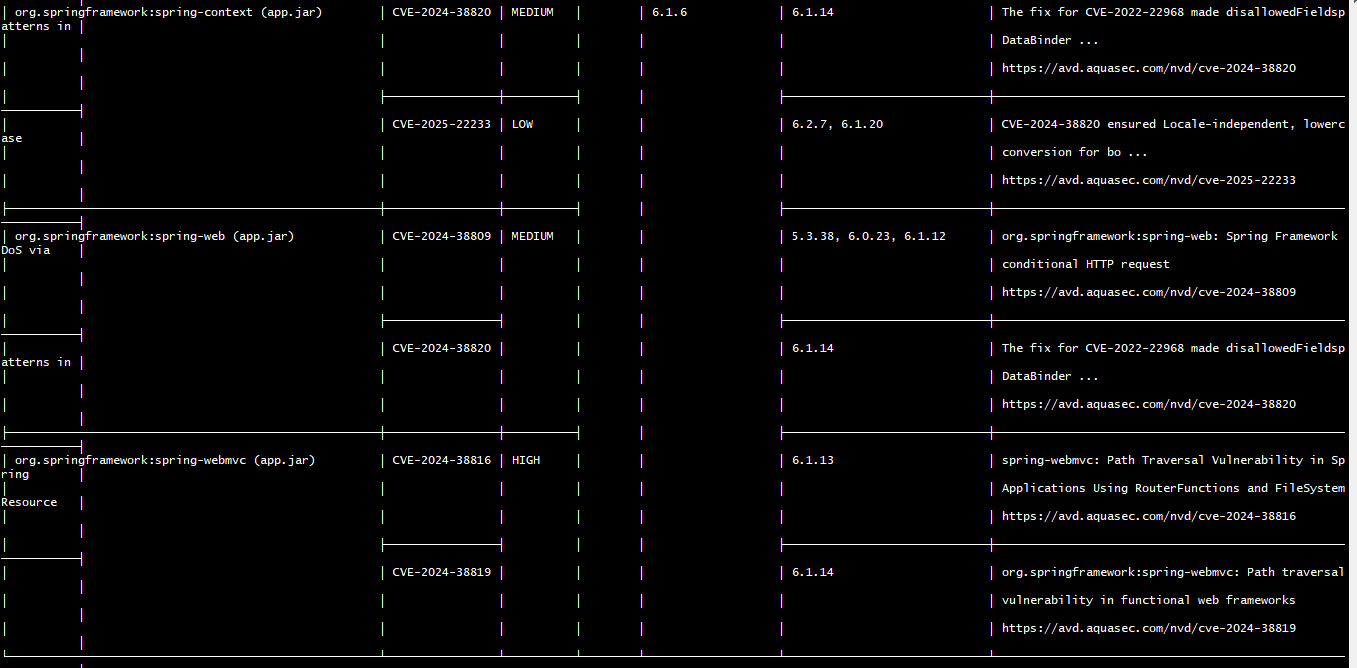 org.springframework:spring-context (app.jar) | CVE-2024-38820 | MEDIUM | | 6.1.6 | 6.1.14 | The fix for CVE-2022-22968 made disallowedFieldsp
atterns in |
DataBinder ...
https://avd.aquasec.com/nvd/cve-2024-38820
CVE-2025-22233 | LOW | | | 6.2.7, 6.1.20 | CVE-2024-38820 ensured Locale-independent, lowerc
ase |
conversion for bo ...
https://avd.aquasec.com/nvd/cve-2025-22233
org.springframework:spring-web (app.jar) | CVE-2024-38809 | MEDIUM | | | 5.3.38, 6.0.23, 6.1.12 | org.springframework:spring-web: Spring Framework
DoS via |
conditional HTTP request
https://avd.aquasec.com/nvd/cve-2024-38809
CVE-2024-38820 | | | | 6.1.14 | The fix for CVE-2022-22968 made disallowedFieldsp
atterns in |
DataBinder ...
https://avd.aquasec.com/nvd/cve-2024-38820
org.springframework:spring-webmvc (app.jar) | CVE-2024-38816 | HIGH | | | 6.1.13 | spring-webmvc: Path Traversal Vulnerability in Sp
ring |
Applications Using RouterFunctions and FileSystem
Resource |
https://avd.aquasec.com/nvd/cve-2024-38816
CVE-2024-38819 | | | | 6.1.14 | org.springframework:spring-webmvc: Path traversal
vulnerability in functional web frameworks
https://avd.aquasec.com/nvd/cve-2024-38819